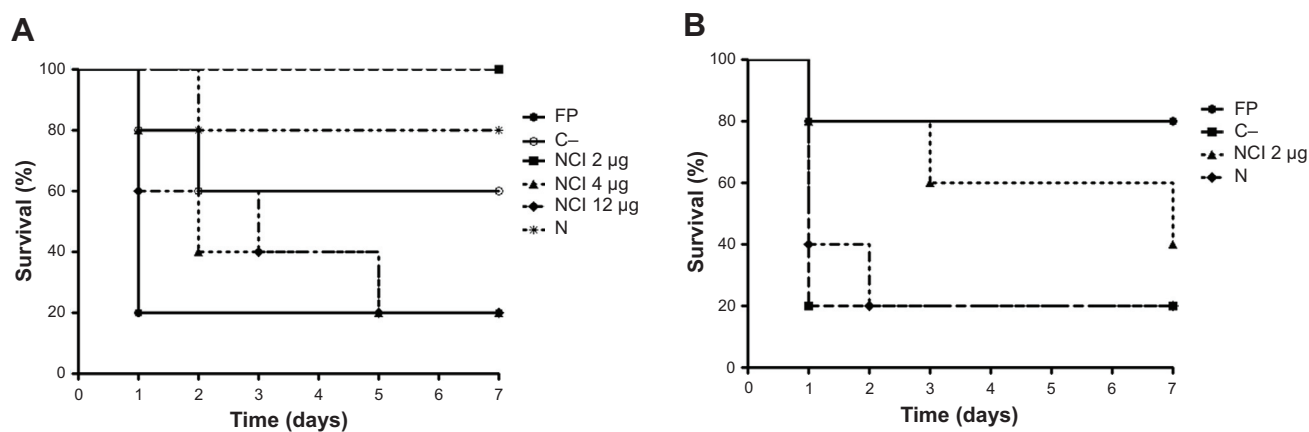 A
Survival (%)
100
80
60
40
20
0
0 1 2 3 4 5 6 7
Time (days)
FP
C–
NCI 2 µg
NCI 4 µg
NCI 12 µg
N
B
Survival (%)
100
80
60
40
20
0
0 1 2 3 4 5 6 7
Time (days)
FP
C–
NCI 2 µg
N